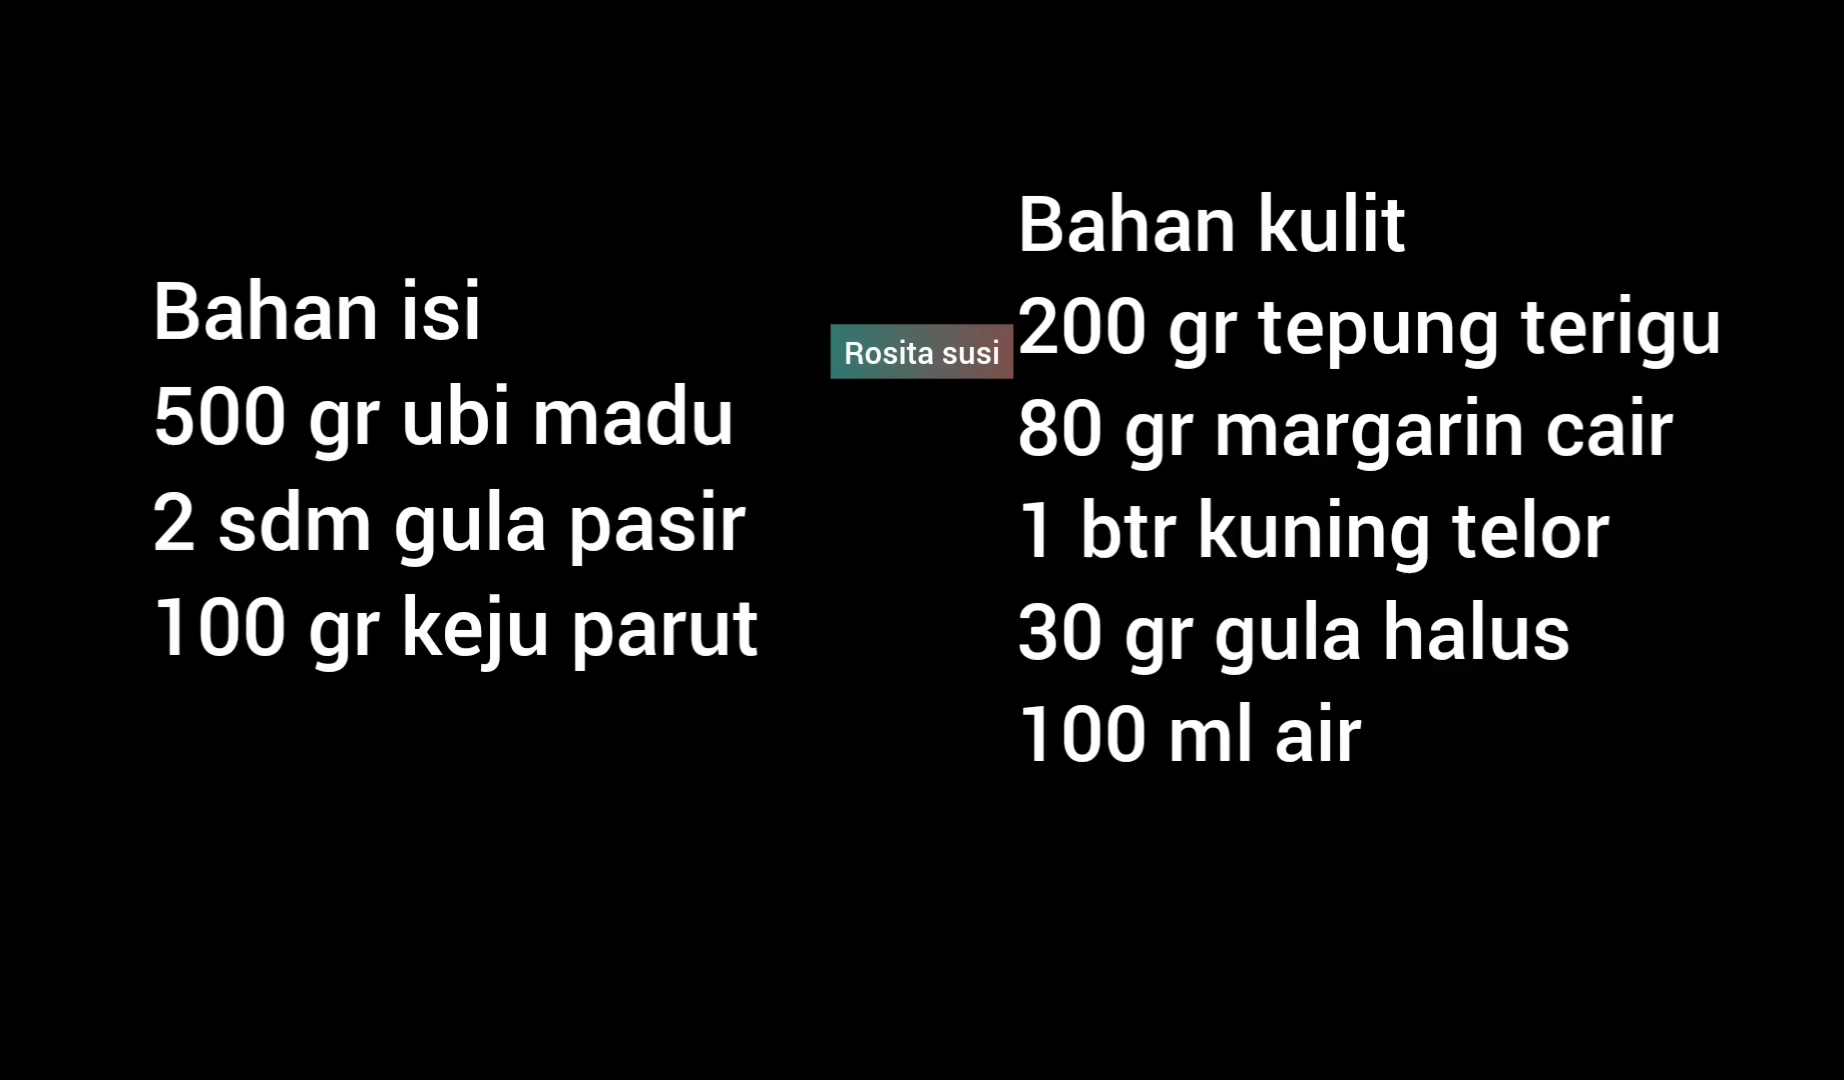 Bahan isi
500 gr ubi madu
2 sdm gula pasir
100 gr keju parut
Rosita susi
Bahan kulit
200 gr tepung terigu
80 gr margarin cair
1 btr kuning telor
30 gr gula halus
100 ml air